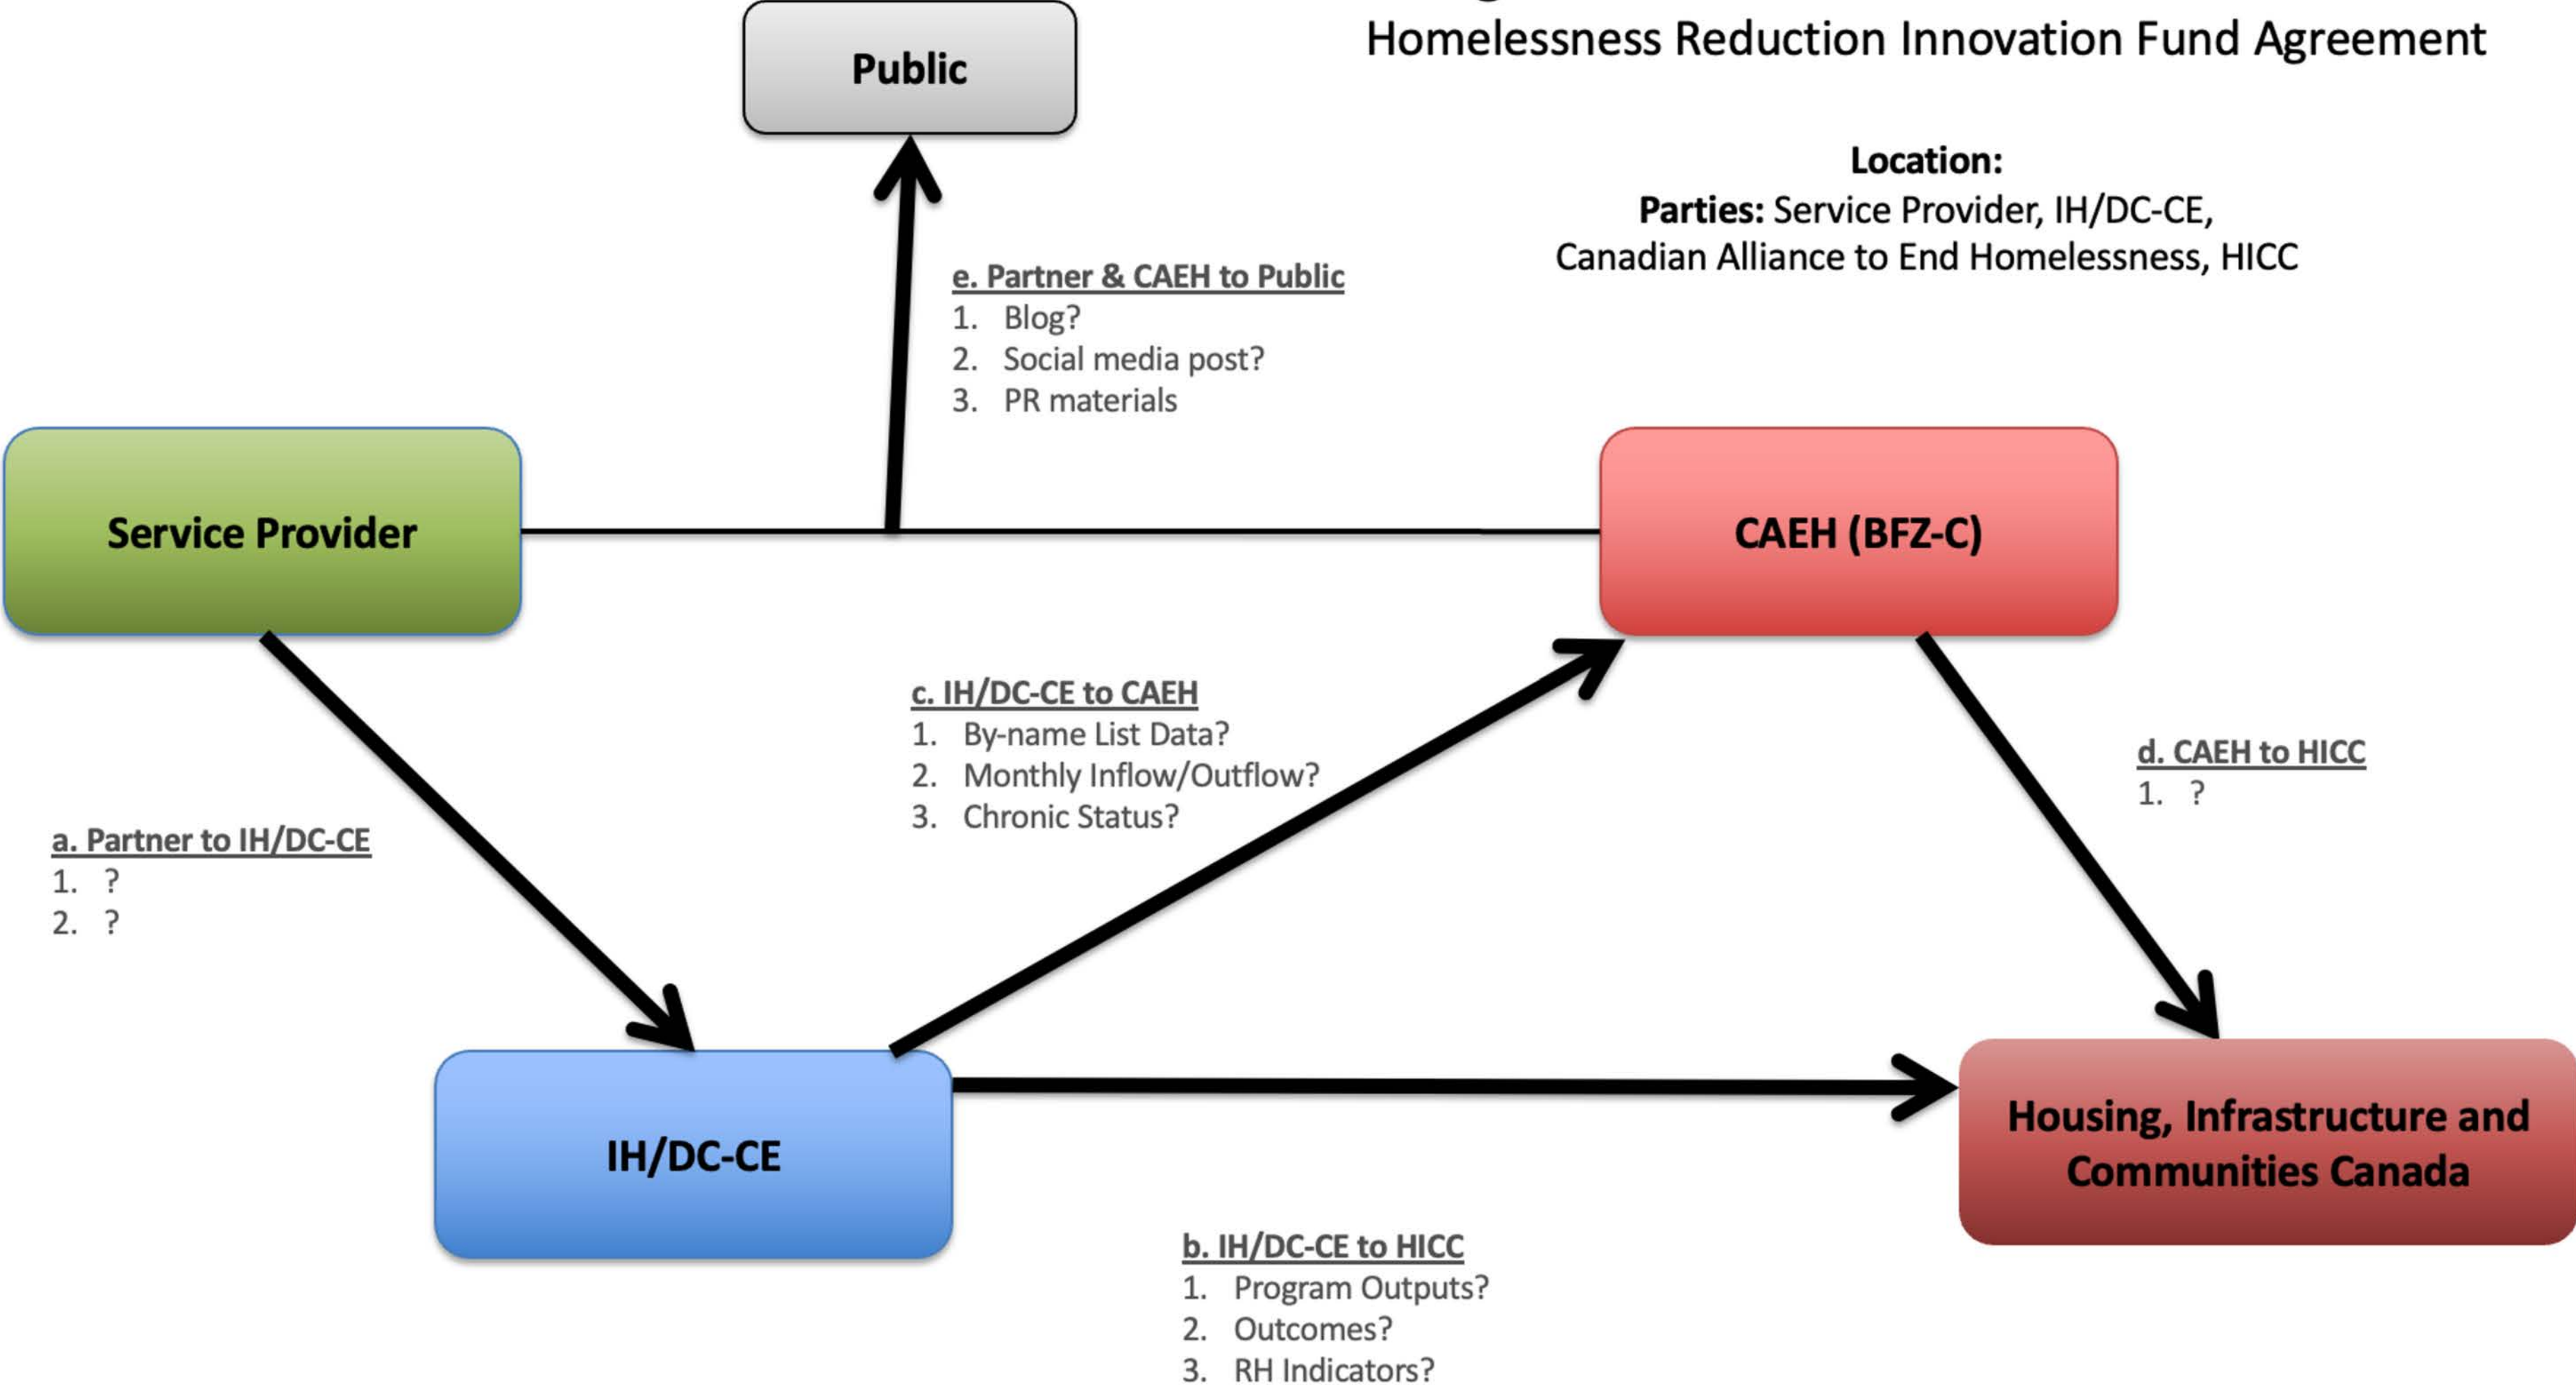 Homelessness Reduction Innovation Fund Agreement
Public
Location:
Parties: Service Provider, IH/DC-CE,
Canadian Alliance to End Homelessness, HICC
e. Partner & CAEH to Public
1. Blog?
2. Social media post?
3. PR materials
Service Provider
CAEH (BFZ-C)
c. IH/DC-CE to CAEH
1. By-name List Data?
2. Monthly Inflow/Outflow?
3. Chronic Status?
d. CAEH to HICC
1. ?
a. Partner to IH/DC-CE
1. ?
2. ?
IH/DC-CE
Housing, Infrastructure and
Communities Canada
b. IH/DC-CE to HICC
1. Program Outputs?
2. Outcomes?
3. RH Indicators?